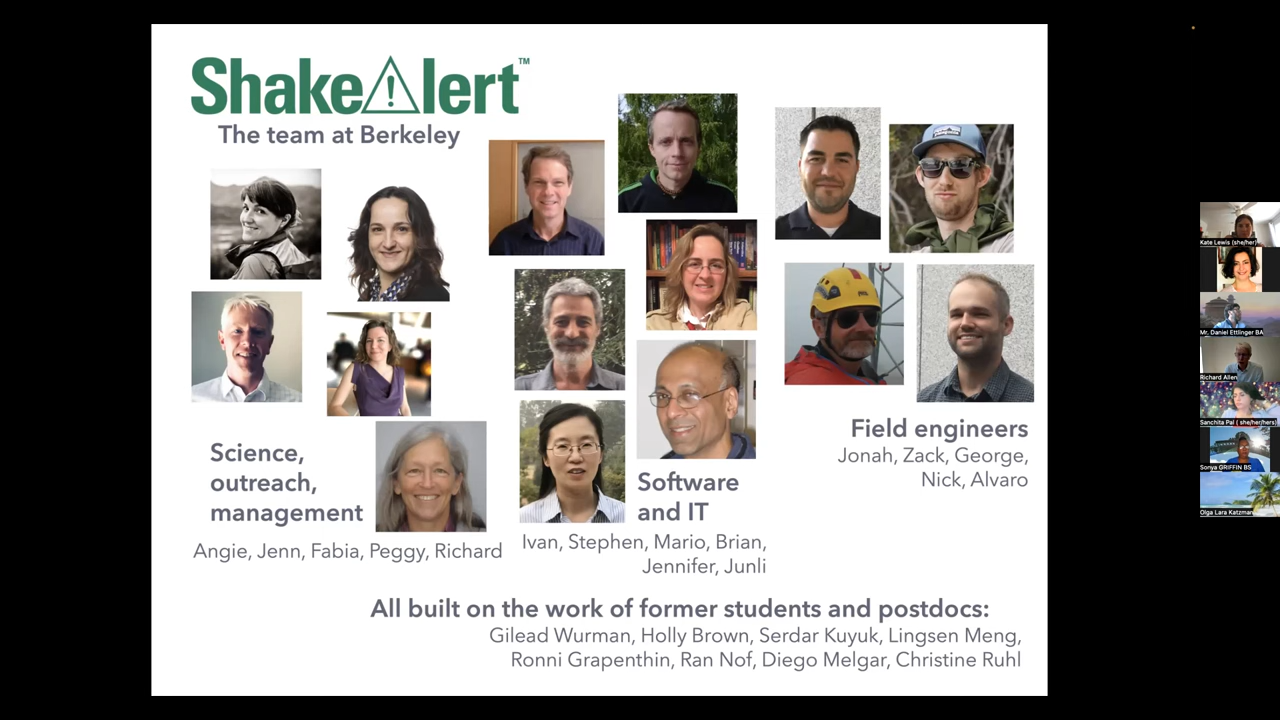 ShakeAlert™
The team at Berkeley
Science,
outreach,
management
Angie, Jenn, Fabia, Peggy, Richard
Software
and IT
Ivan, Stephen, Mario, Brian,
Jennifer, Junli
Field engineers
Jonah, Zack, George,
Nick, Alvaro
All built on the work of former students and postdocs:
Gilead Wurman, Holly Brown, Serdar Kuyuk, Lingsen Meng,
Ronni Grapenthin, Ran Nof, Diego Melgar, Christine Ruhl
Kate Lewis (she/her)
Mr. Daniel Ettlinger BA
Richard Allen
Sanchita Pal ( she/her/hers)
Sonya GRIFFIN BS
Olga Lara Katzman